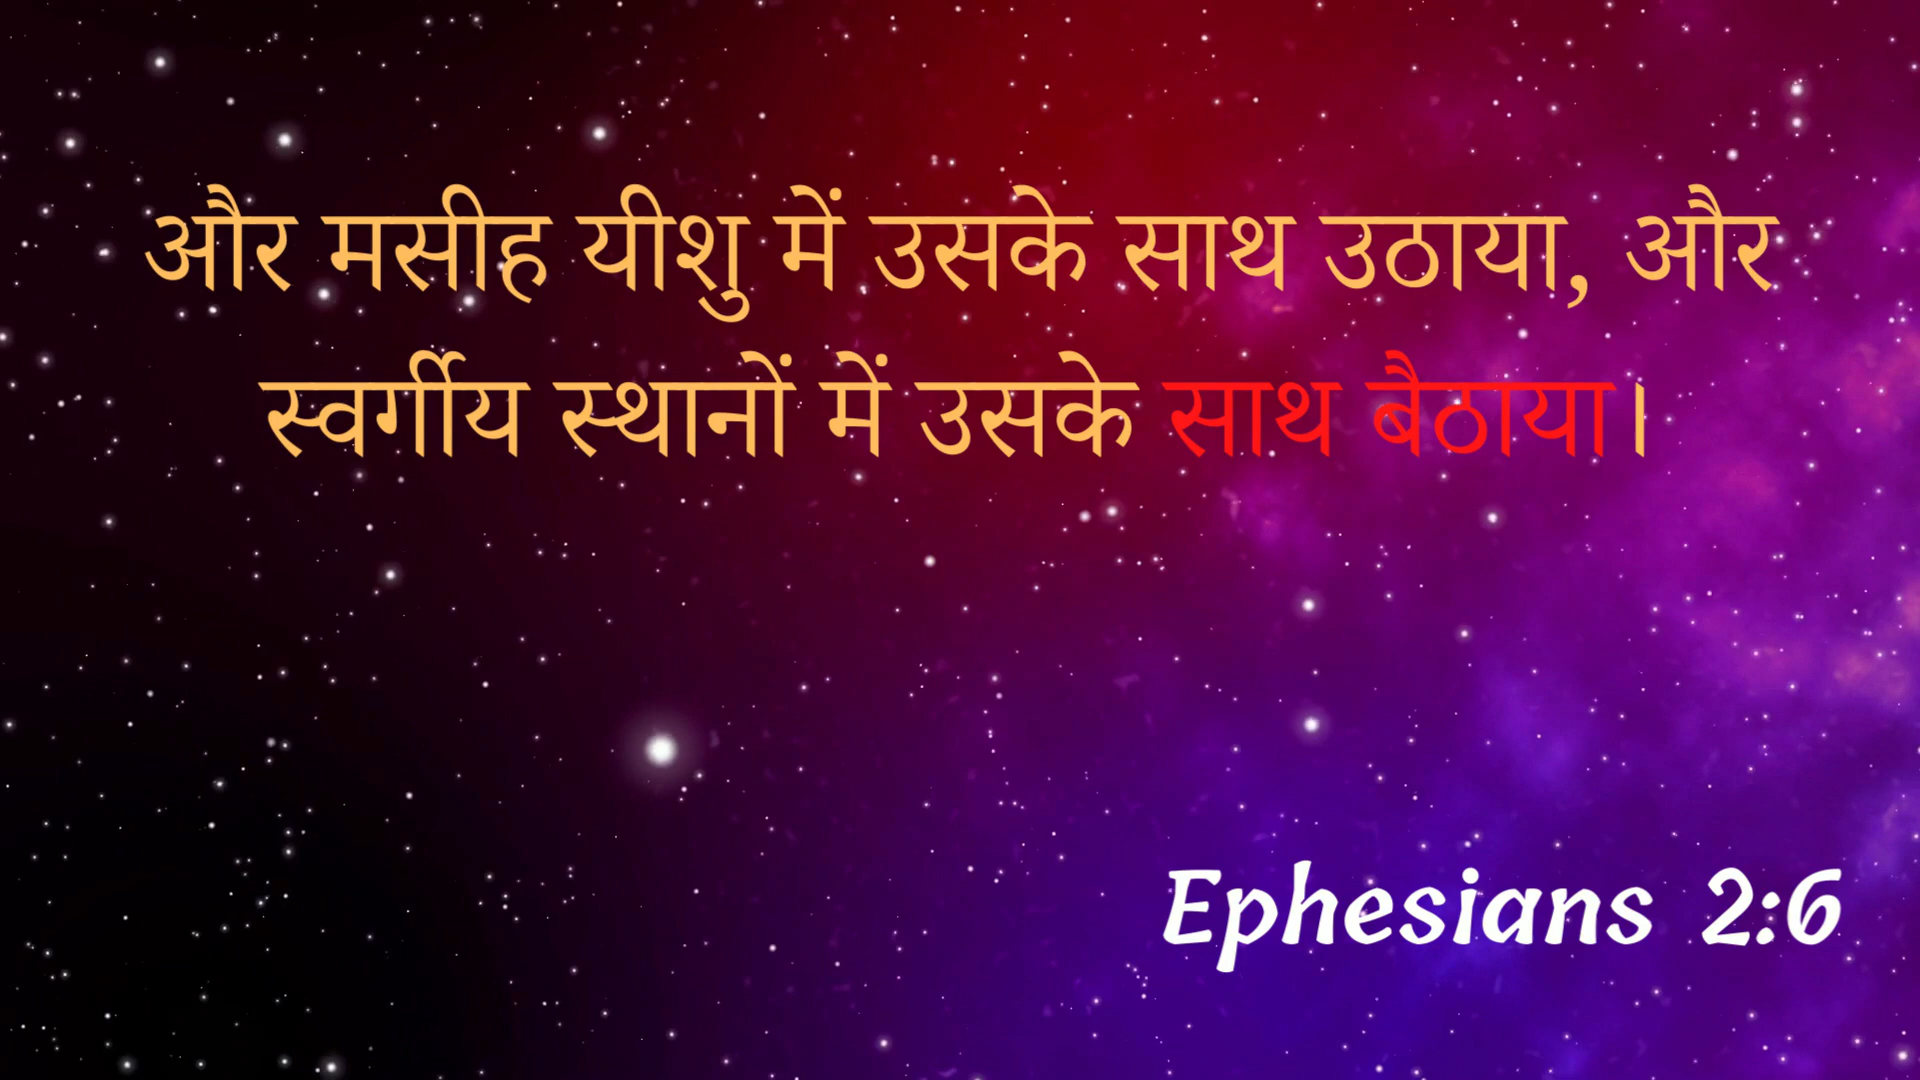 और मसीह यीशु में उसके साथ उठाया, और
स्वर्गीय स्थानों में उसके साथ बैठाया।
Ephesians 2:6